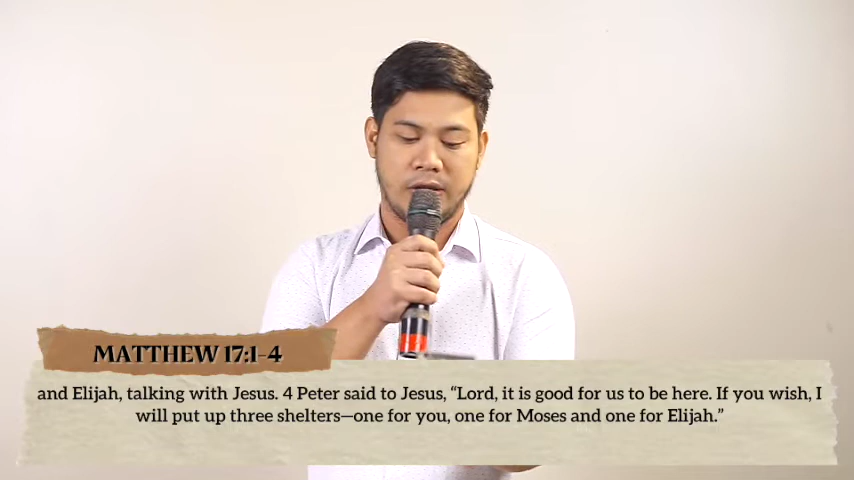 MATTHEW 17:1-4
and Elijah, talking with Jesus. 4 Peter said to Jesus, “Lord, it is good for us to be here. If you wish, I
will put up three shelters—one for you, one for Moses and one for Elijah.”